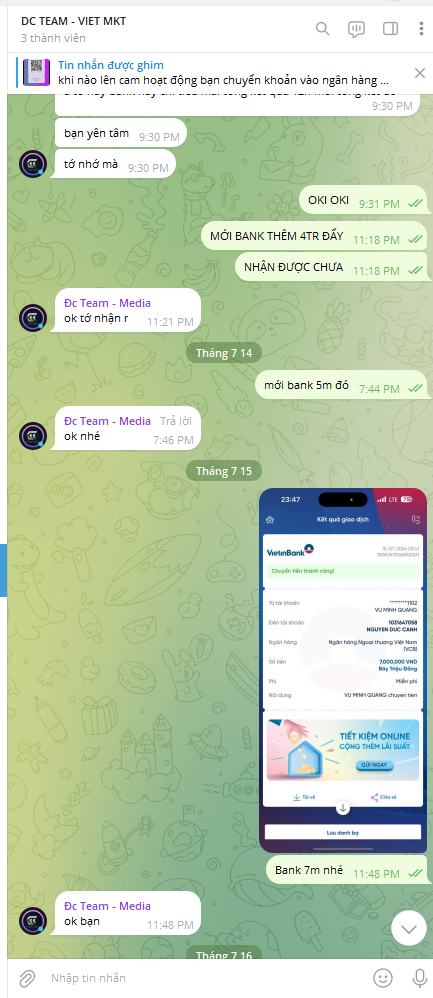 DC TEAM - VIET MKT
3 thành viên
Tin nhắn được ghim
khi nào lên cam hoạt động bạn chuyển khoản vào ngân hàng ...
9:30 PM
bạn yên tâm 9:30 PM
tớ nhớ mà 9:30 PM
OKI OKI 9:31 PM
MỚI BANK THÊM 4TR ĐẤY 11:18 PM
NHẬN ĐƯỢC CHƯA 11:18 PM
Đc Team - Media
ok tớ nhận r 11:21 PM
Tháng 7 14
mới bank 5m đó 7:44 PM
Đc Team - Media Trả lời
ok nhé 7:46 PM
Tháng 7 15
23:47 LTE
Kết quả giao dịch
VietinBank
15/07/2024 23:47
Chuyển tiền thành công!
Từ tài khoản ********1102
VU MINH QUANG
Đến tài khoản 1031647058
NGUYEN DUC CANH
Ngân hàng Ngân hàng Ngoại thương Việt Nam
(VCB)
Số tiền 7,000,000 VND
Bảy Triệu Đồng
Phí Miễn phí
Nội dung VU MINH QUANG chuyen tien
TIẾT KIỆM ONLINE
CỘNG THÊM LÃI SUẤT
GỬI NGAY
Tải về Chia sẻ
Lưu danh bạ
Bank 7m nhé 11:48 PM
Đc Team - Media
ok bạn 11:48 PM
Tháng 7 16
Nhập tin nhắn